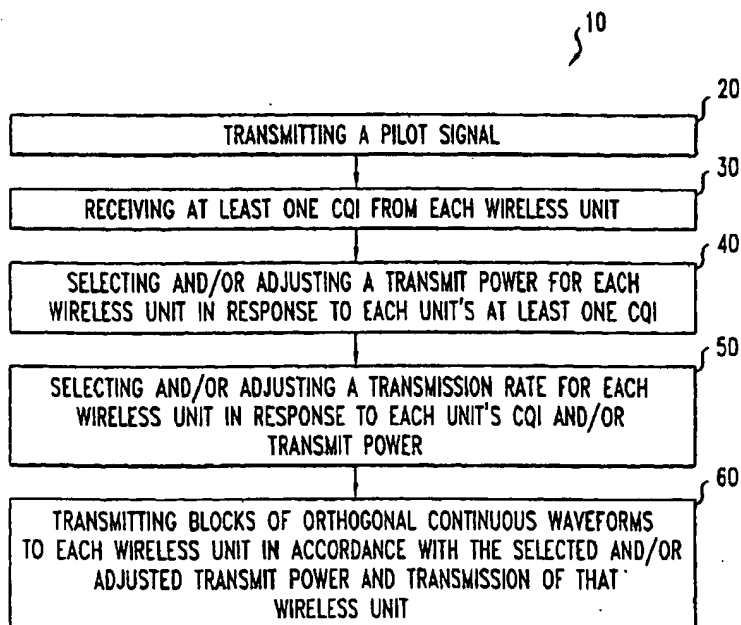 10
20
TRANSMITTING A PILOT SIGNAL
30
RECEIVING AT LEAST ONE CQI FROM EACH WIRELESS UNIT
40
SELECTING AND/OR ADJUSTING A TRANSMIT POWER FOR EACH
WIRELESS UNIT IN RESPONSE TO EACH UNIT'S AT LEAST ONE CQI
50
SELECTING AND/OR ADJUSTING A TRANSMISSION RATE FOR EACH
WIRELESS UNIT IN RESPONSE TO EACH UNIT'S CQI AND/OR
TRANSMIT POWER
60
TRANSMITTING BLOCKS OF ORTHOGONAL CONTINUOUS WAVEFORMS
TO EACH WIRELESS UNIT IN ACCORDANCE WITH THE SELECTED AND/OR
ADJUSTED TRANSMIT POWER AND TRANSMISSION OF THAT
WIRELESS UNIT